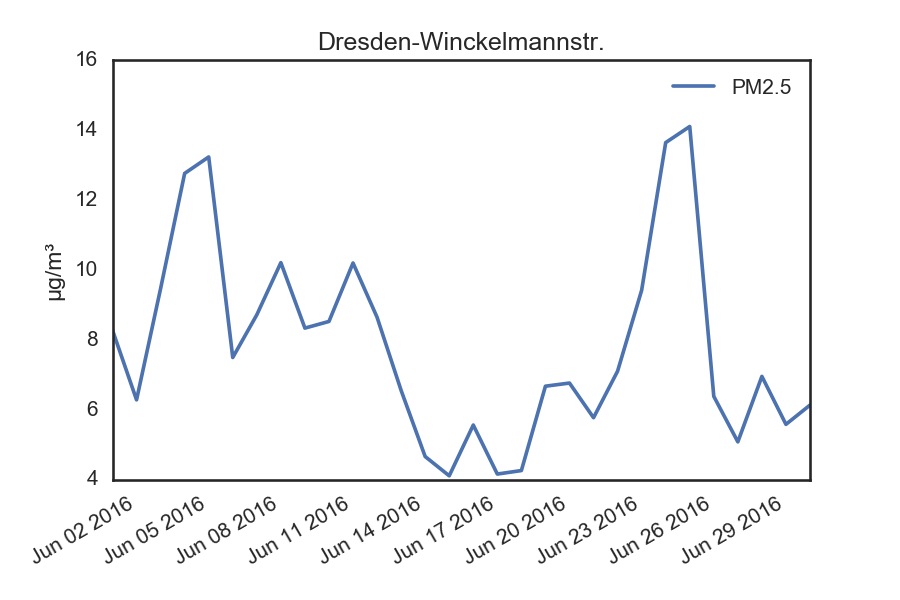 Dresden-Winckelmannstr.
PM2.5
µg/m³
16
14
12
10
8
6
4
Jun 02 2016
Jun 05 2016
Jun 08 2016
Jun 11 2016
Jun 14 2016
Jun 17 2016
Jun 20 2016
Jun 23 2016
Jun 26 2016
Jun 29 2016